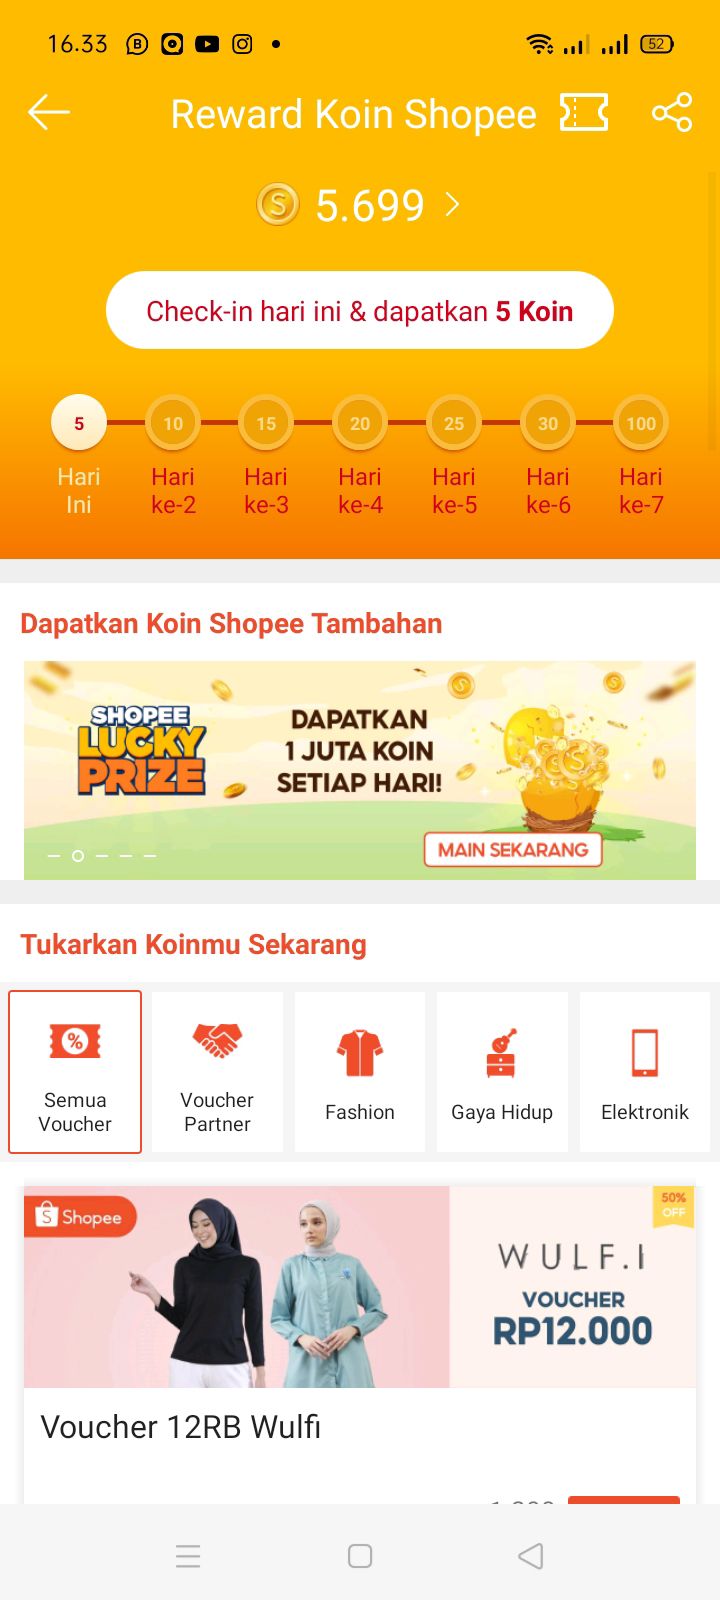 16.33
52
Reward Koin Shopee
5.699
Check-in hari ini & dapatkan 5 Koin
5 10 15 20 25 30 100
Hari Ini
Hari ke-2
Hari ke-3
Hari ke-4
Hari ke-5
Hari ke-6
Hari ke-7
Dapatkan Koin Shopee Tambahan
SHOPEE
LUCKY
PRIZE
DAPATKAN
1 JUTA KOIN
SETIAP HARI!
MAIN SEKARANG
Tukarkan Koinmu Sekarang
Semua
Voucher
Voucher
Partner
Fashion
Gaya Hidup
Elektronik
Shopee
50%
OFF
WULF.I
VOUCHER
RP12.000
Voucher 12RB Wulfi